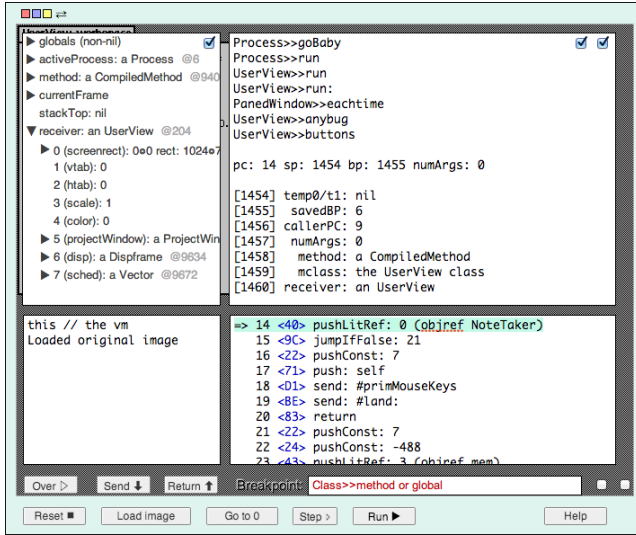 UserView workspace
▶ globals (non-nil)
▶ activeProcess: a Process @6
▶ method: a CompiledMethod @940
▶ currentFrame
stackTop: nil
▼ receiver: an UserView @204
▶ 0 (screenrect): 0⊙0 rect: 1024⊙7
1 (vtab): 0
2 (htab): 0
3 (scale): 1
4 (color): 0
▶ 5 (projectWindow): a ProjectWin
▶ 6 (disp): a Dispframe @9634
▶ 7 (sched): a Vector @9672
Process>>goBaby
Process>>run
UserView>>run
UserView>>run:
PanedWindow>>eachtime
UserView>>anybug
UserView>>buttons
pc: 14 sp: 1454 bp: 1455 numArgs: 0
[1454] temp0/t1: nil
[1455] savedBP: 6
[1456] callerPC: 9
[1457] numArgs: 0
[1458] method: a CompiledMethod
[1459] mclass: the UserView class
[1460] receiver: an UserView
this // the vm
Loaded original image
=> 14 <40> pushLitRef: 0 (objref NoteTaker)
15 <9C> jumpIfFalse: 21
16 <22> pushConst: 7
17 <71> push: self
18 <D1> send: #primMouseKeys
19 <BE> send: #land:
20 <83> return
21 <22> pushConst: 7
22 <24> pushConst: -488
23 <43> pushLitRef: 3 (objref mem)
Over ▷ Send ⬇ Return ⬆ Breakpoint: Class>>method or global
Reset ■ Load image Go to 0 Step > Run ▶ Help